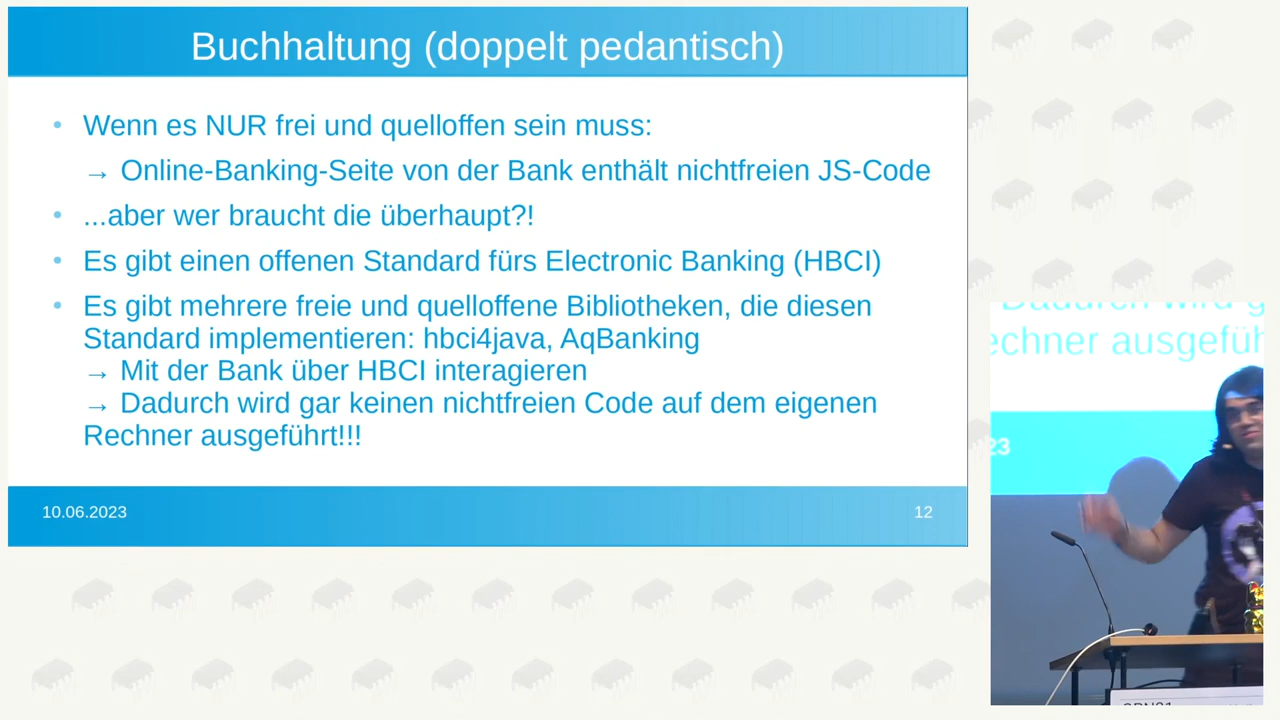 Buchhaltung (doppelt pedantisch)
• Wenn es NUR frei und quelloffen sein muss:
→ Online-Banking-Seite von der Bank enthält nichtfreien JS-Code
• ...aber wer braucht die überhaupt?!
• Es gibt einen offenen Standard fürs Electronic Banking (HBCI)
• Es gibt mehrere freie und quelloffene Bibliotheken, die diesen
Standard implementieren: hbci4java, AqBanking
→ Mit der Bank über HBCI interagieren
→ Dadurch wird gar keinen nichtfreien Code auf dem eigenen
Rechner ausgeführt!!!
10.06.2023
12
Dadurch wird g
echner ausgefüh
23